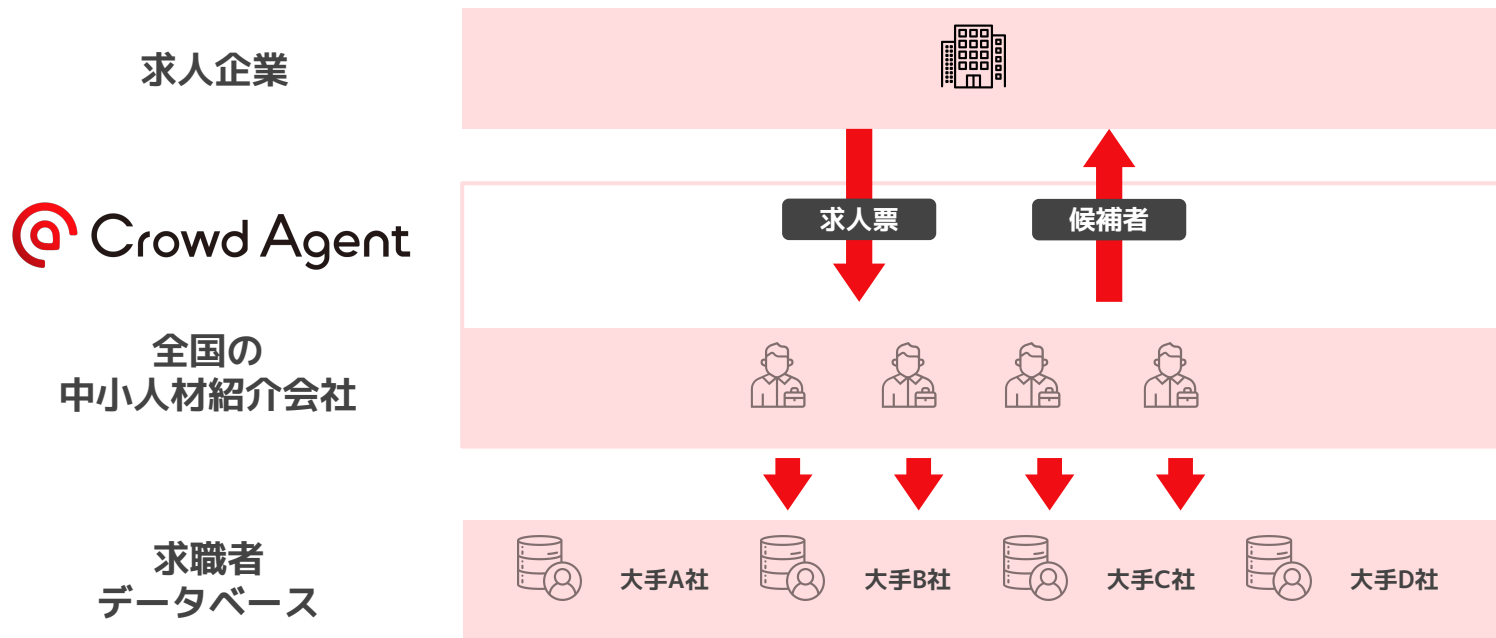 求人企業
Crowd Agent
求人票
候補者
全国の
中小人材紹介会社
求職者
データベース
大手A社
大手B社
大手C社
大手D社